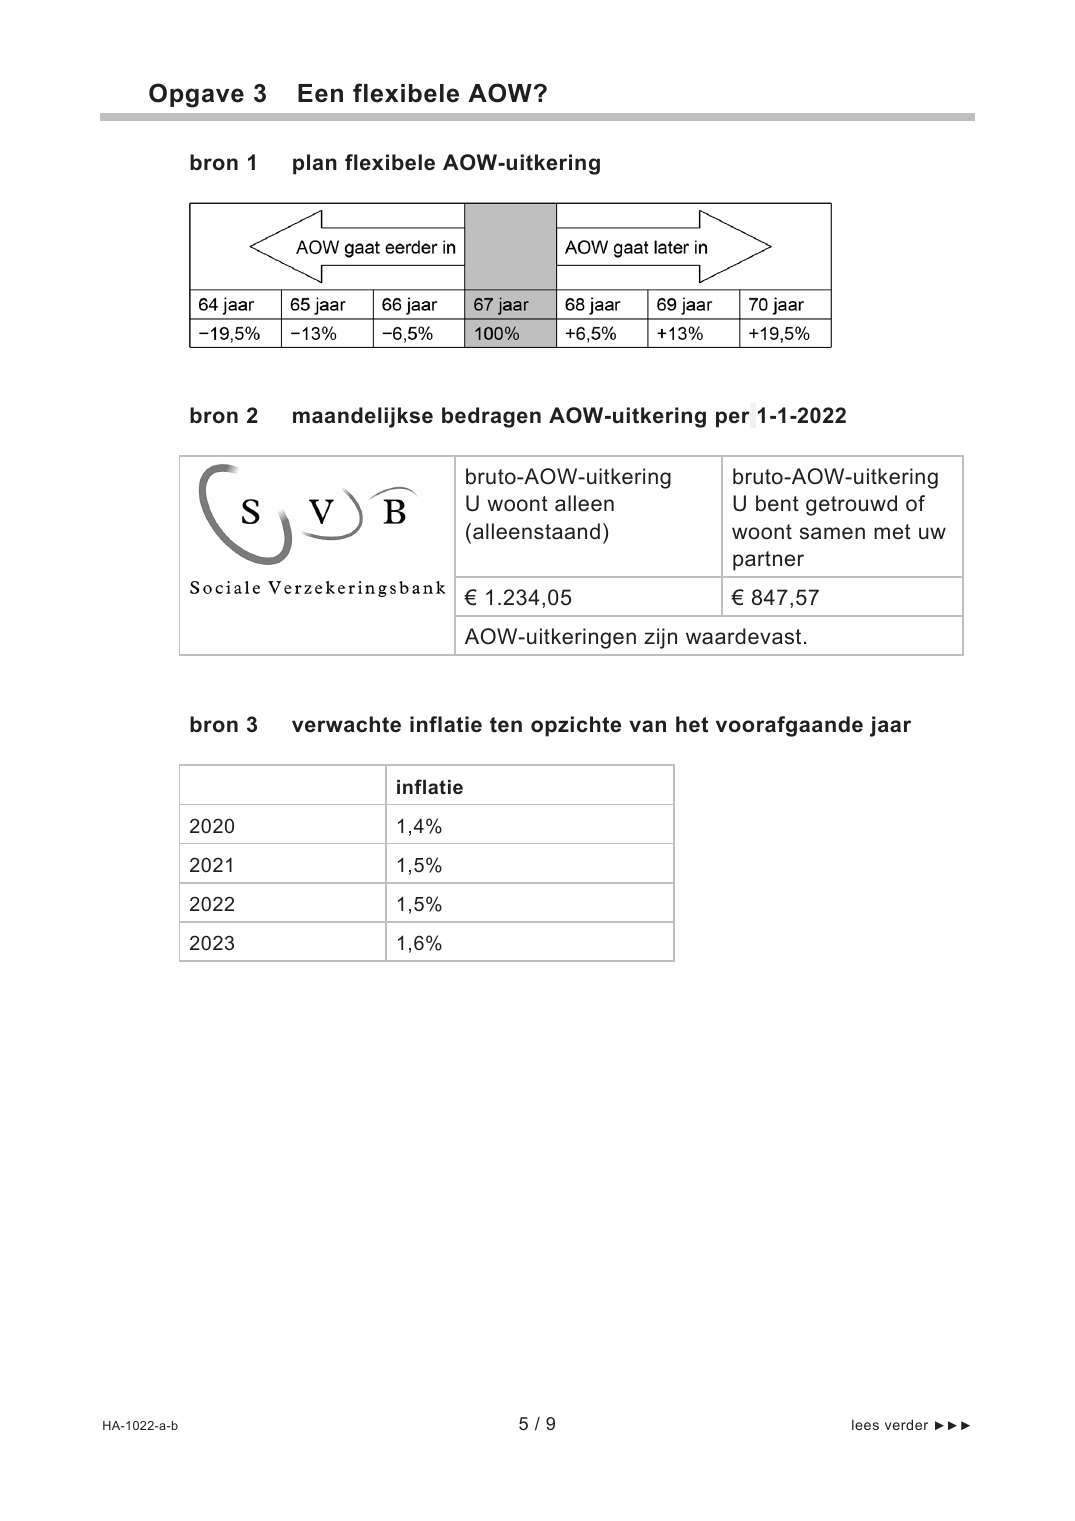 Opgave 3 Een flexibele AOW?
bron 1 plan flexibele AOW-uitkering
AOW gaat eerder in AOW gaat later in
64 jaar 65 jaar 66 jaar 67 jaar 68 jaar 69 jaar 70 jaar
−19,5% −13% −6,5% 100% +6,5% +13% +19,5%
bron 2 maandelijkse bedragen AOW-uitkering per 1-1-2022
S V B
Sociale Verzekeringsbank
bruto-AOW-uitkering
U woont alleen
(alleenstaand)
bruto-AOW-uitkering
U bent getrouwd of
woont samen met uw
partner
€ 1.234,05 € 847,57
AOW-uitkeringen zijn waardevast.
bron 3 verwachte inflatie ten opzichte van het voorafgaande jaar
inflatie
2020 1,4%
2021 1,5%
2022 1,5%
2023 1,6%
HA-1022-a-b 5 / 9 lees verder ►►►